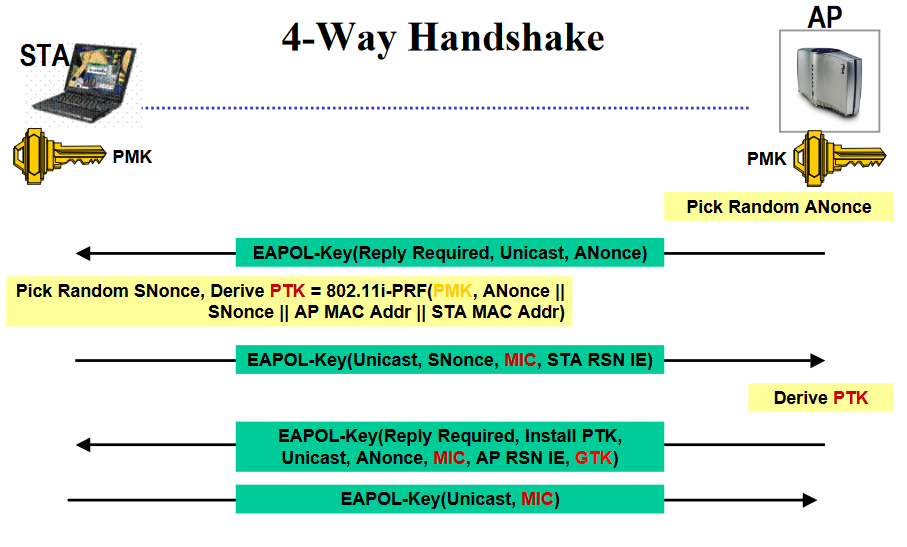 4-Way Handshake
STA
AP
PMK
PMK
Pick Random ANonce
EAPOL-Key(Reply Required, Unicast, ANonce)
Pick Random SNonce, Derive PTK = 802.11i-PRF(PMK, ANonce ||
SNonce || AP MAC Addr || STA MAC Addr)
EAPOL-Key(Unicast, SNonce, MIC, STA RSN IE)
Derive PTK
EAPOL-Key(Reply Required, Install PTK,
Unicast, ANonce, MIC, AP RSN IE, GTK)
EAPOL-Key(Unicast, MIC)